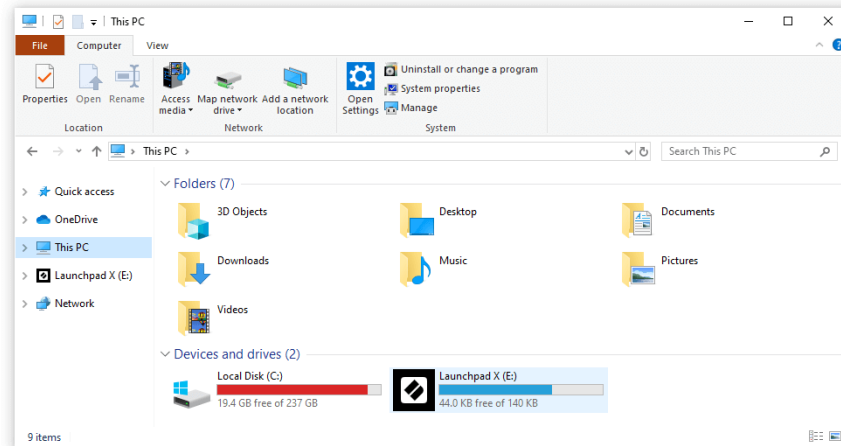 This PC
File Computer View
Properties Open Rename Access media Map network drive Add a network location Open Settings Uninstall or change a program
System properties
Manage
Location Network System
This PC Search This PC
Quick access
OneDrive
This PC
Launchpad X (E:)
Network
Folders (7)
3D Objects Desktop Documents
Downloads Music Pictures
Videos
Devices and drives (2)
Local Disk (C:) Launchpad X (E:)
19.4 GB free of 237 GB 44.0 KB free of 140 KB
9 items